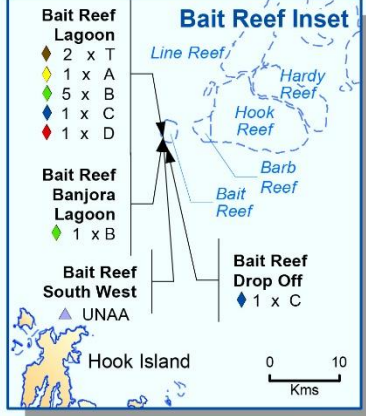 Bait Reef Inset
Bait Reef
Lagoon
2 x T
1 x A
5 x B
1 x C
1 x D
Line Reef
Hardy
Reef
Hook
Reef
Barb
Reef
Bait
Reef
Bait Reef
Banjora
Lagoon
1 x B
Bait Reef
South West
UNAA
Bait Reef
Drop Off
1 x C
Hook Island
0 10
Kms